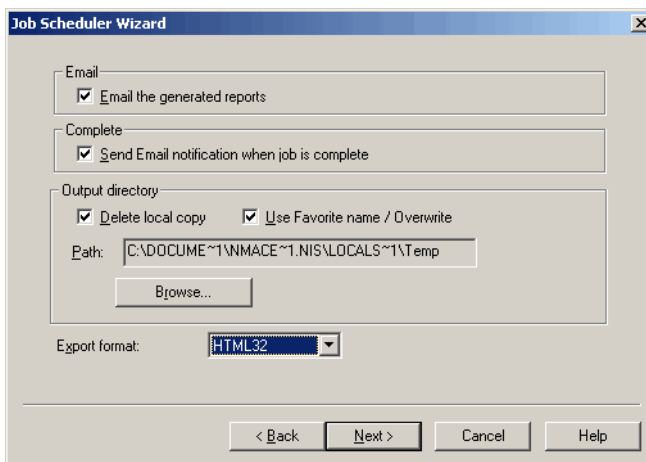 Job Scheduler Wizard
Email
Email the generated reports
Complete
Send Email notification when job is complete
Output directory
Delete local copy Use Favorite name / Overwrite
Path: C:\DOCUME~1\NMACE~1.NIS\LOCALS~1\Temp
Browse...
Export format: HTML32
< Back Next > Cancel Help